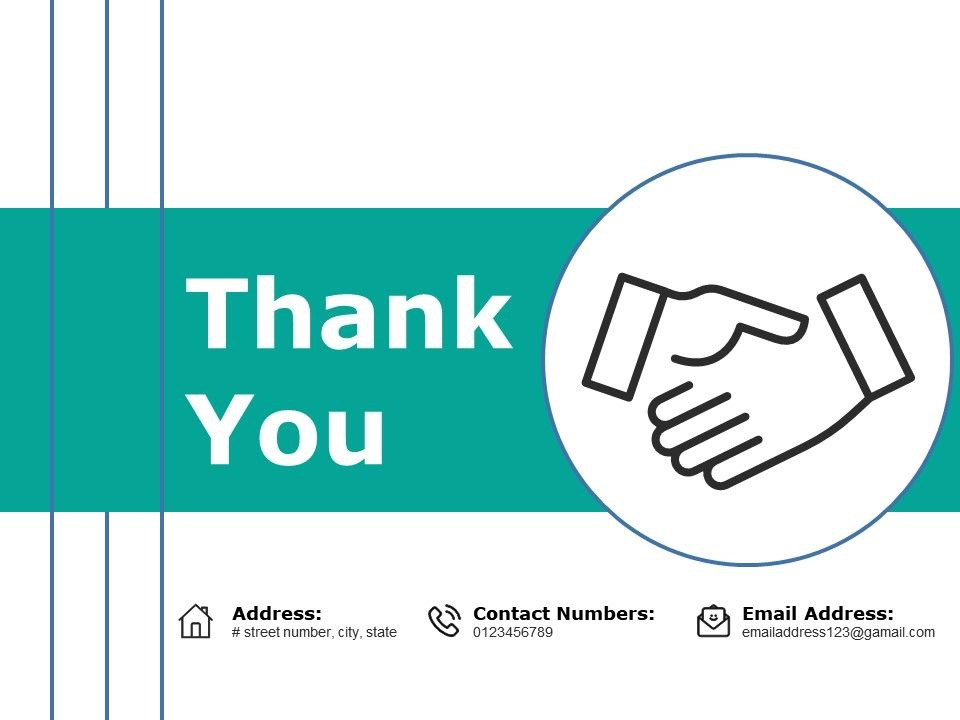 Thank
You
Address:
# street number, city, state
Contact Numbers:
0123456789
Email Address:
emailaddress123@gamail.com